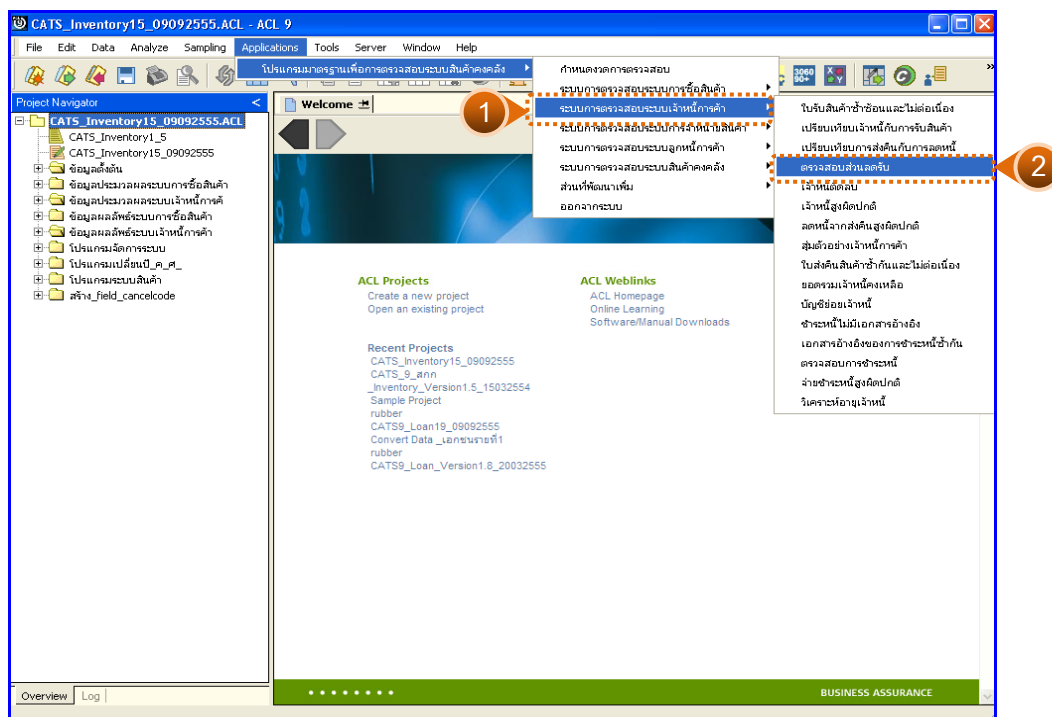 CATS_Inventory15_09092555.ACL - ACL 9
File Edit Data Analyze Sampling Applications Tools Server Window Help
โปรแกรมมาตรฐานเพื่อการตรวจสอบระบบสินค้าคงคลัง
กำหนดงวดการตรวจสอบ
ระบบการตรวจสอบระบบการซื้อสินค้า
ระบบการตรวจสอบระบบเจ้าหนี้การค้า
ระบบการตรวจสอบระบบการจำหน่ายสินค้า
ระบบการตรวจสอบระบบลูกหนี้การค้า
ระบบการตรวจสอบระบบสินค้าคงคลัง
ส่วนที่พัฒนาเพิ่ม
ออกจากระบบ
1
ใบรับสินค้าซ้ำซ้อนและไม่ต่อเนื่อง
เปรียบเทียบเจ้าหนี้กับการรับสินค้า
เปรียบเทียบการส่งคืนกับการลดหนี้
ตรวจสอบส่วนลดรับ
เจ้าหนี้ติดลบ
เจ้าหนี้สูงผิดปกติ
ลดหนี้จากส่งคืนสูงผิดปกติ
สุ่มตัวอย่างเจ้าหนี้การค้า
ใบส่งคืนสินค้าซ้ำกันและไม่ต่อเนื่อง
ยอดรวมเจ้าหนี้คงเหลือ
บัญชีย่อยเจ้าหนี้
ชำระหนี้ไม่มีเอกสารอ้างอิง
เอกสารอ้างอิงของการชำระหนี้ซ้ำกัน
ตรวจสอบการชำระหนี้
จ่ายชำระหนี้สูงผิดปกติ
วิเคราะห์อายุเจ้าหนี้
2
Project Navigator <
CATS_Inventory15_09092555.ACL
CATS_Inventory1_5
CATS_Inventory15_09092555
ข้อมูลตั้งต้น
ข้อมูลประมวลผลระบบการซื้อสินค้า
ข้อมูลประมวลผลระบบเจ้าหนี้การค้
ข้อมูลผลลัพธ์ระบบการซื้อสินค้า
ข้อมูลผลลัพธ์ระบบเจ้าหนี้การค้า
โปรแกรมจัดการระบบ
โปรแกรมเปลี่ยนปี_ค_ศ_
โปรแกรมระบบสินค้า
สร้าง_field_cancelcode
Welcome
ACL Projects
Create a new project
Open an existing project
Recent Projects
CATS_Inventory15_09092555
CATS_9_สกก
_Inventory_Version1.5_15032554
Sample Project
rubber
CATS9_Loan19_09092555
Convert Data _เอกชนรายที่1
rubber
CATS9_Loan_Version1.8_20032555
ACL Weblinks
ACL Homepage
Online Learning
Software/Manual Downloads
BUSINESS ASSURANCE
Overview Log